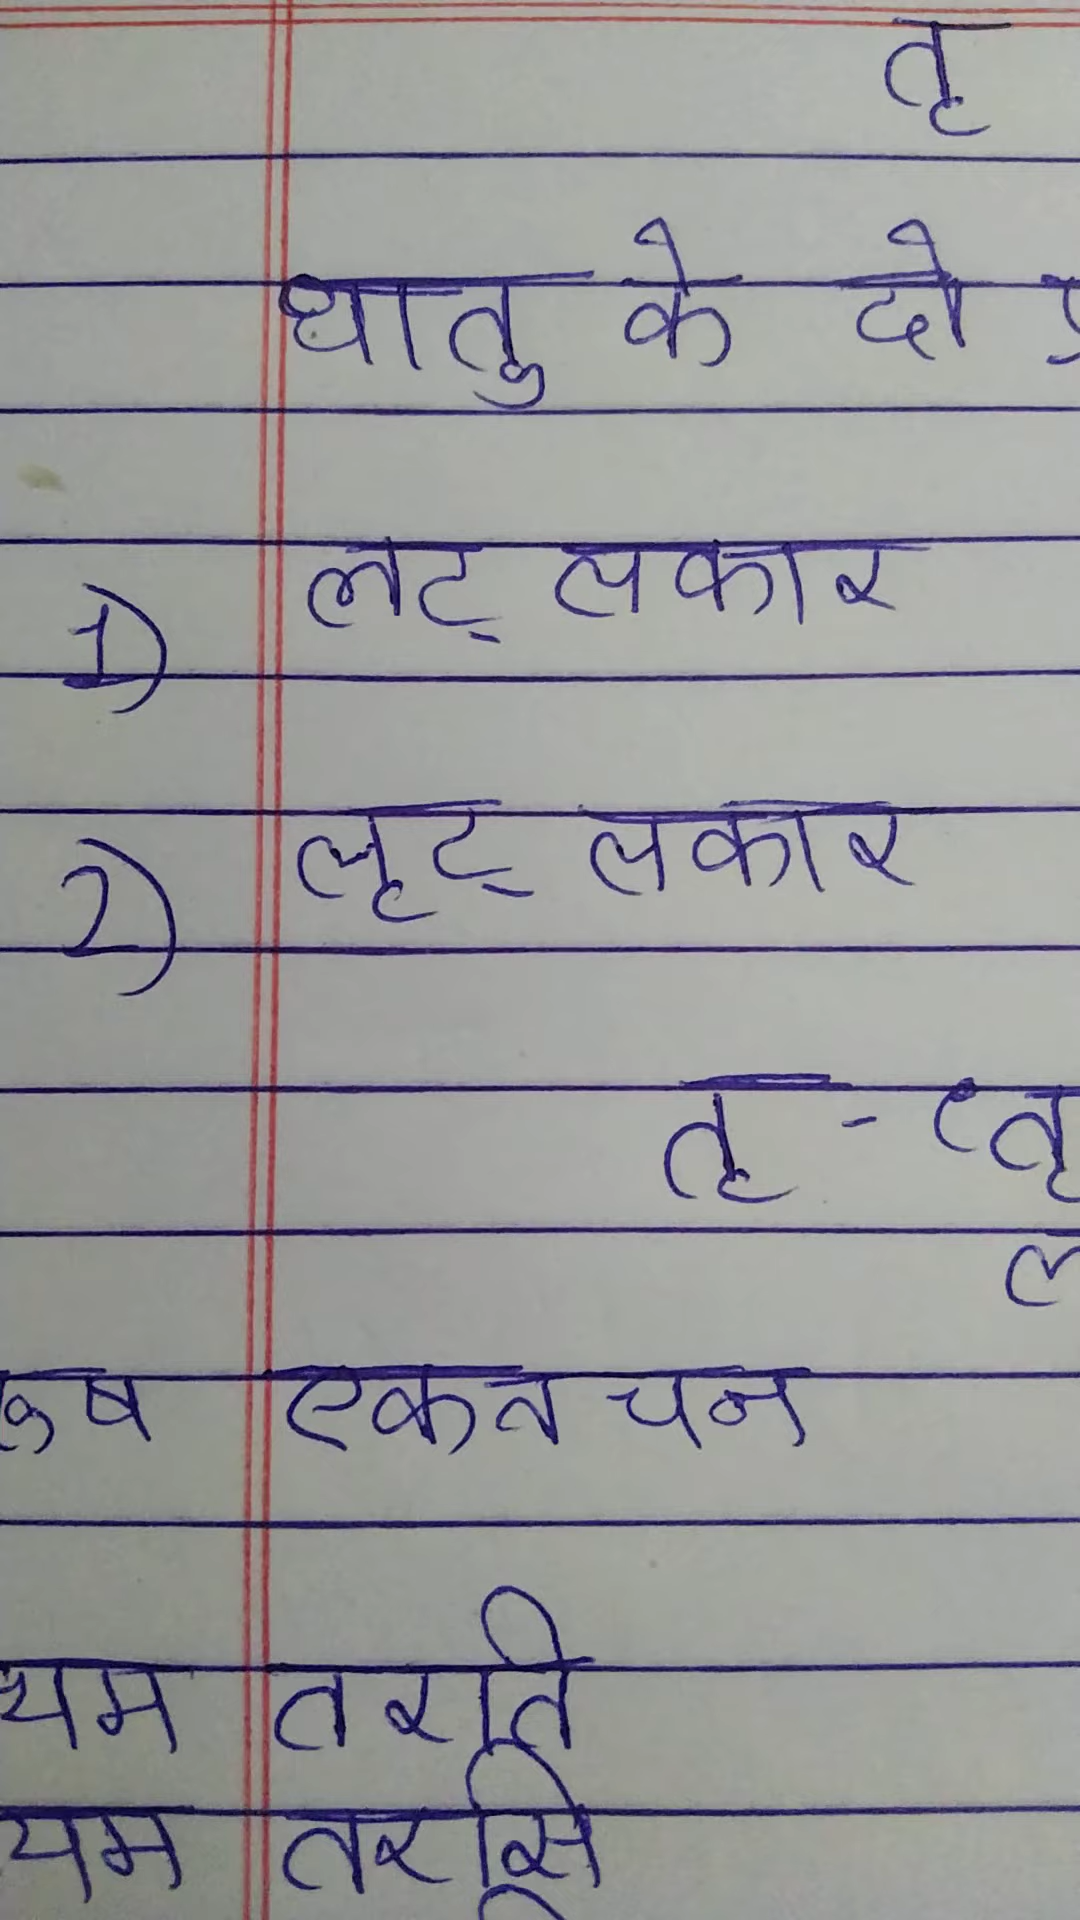 तृ
धातु के दो
1) लट् लकार
2) लृट् लकार
तृ -
एकवचन
तरति
तरसि